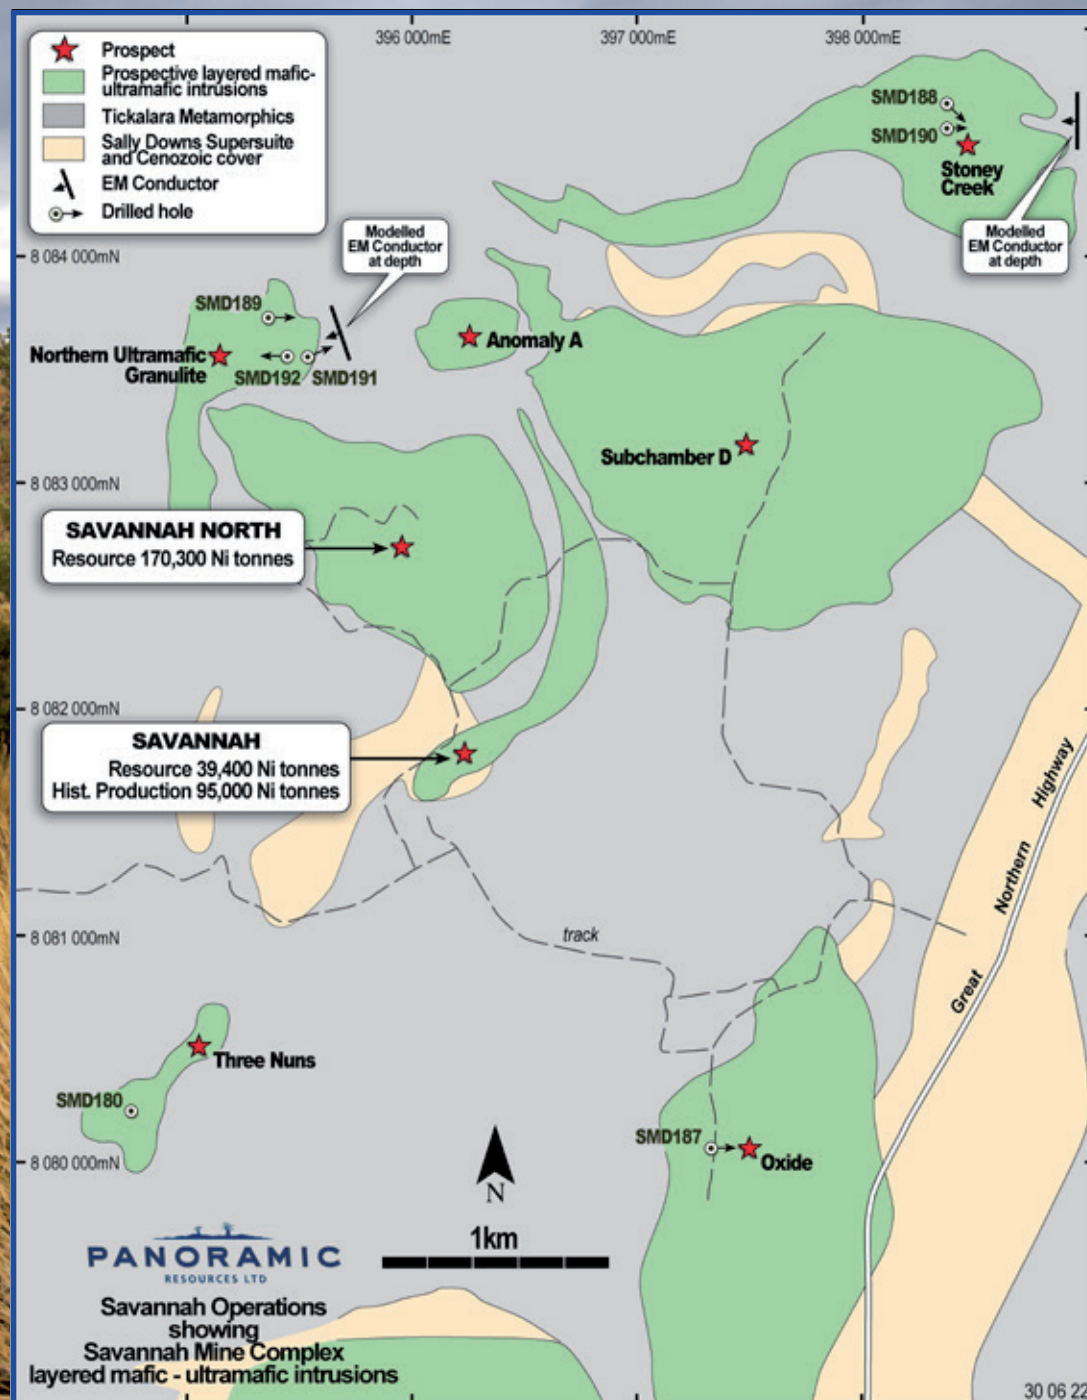 396 000mE
397 000mE
398 000mE
Prospect
Prospective layered mafic-
ultramafic intrusions
Tickalara Metamorphics
Sally Downs Supersuite
and Cenozoic cover
EM Conductor
Drilled hole
SMD188
SMD190
Stoney
Creek
Modelled
EM Conductor
at depth
Modelled
EM Conductor
at depth
8 084 000mN
SMD189
Northern Ultramafic
Granulite
SMD192
SMD191
Anomaly A
Subchamber D
8 083 000mN
SAVANNAH NORTH
Resource 170,300 Ni tonnes
8 082 000mN
SAVANNAH
Resource 39,400 Ni tonnes
Hist. Production 95,000 Ni tonnes
Great Northern Highway
8 081 000mN
track
Three Nuns
SMD180
SMD187
Oxide
8 080 000mN
N
1km
PANORAMIC
RESOURCES LTD
Savannah Operations
showing
Savannah Mine Complex
layered mafic - ultramafic intrusions
30 06 22